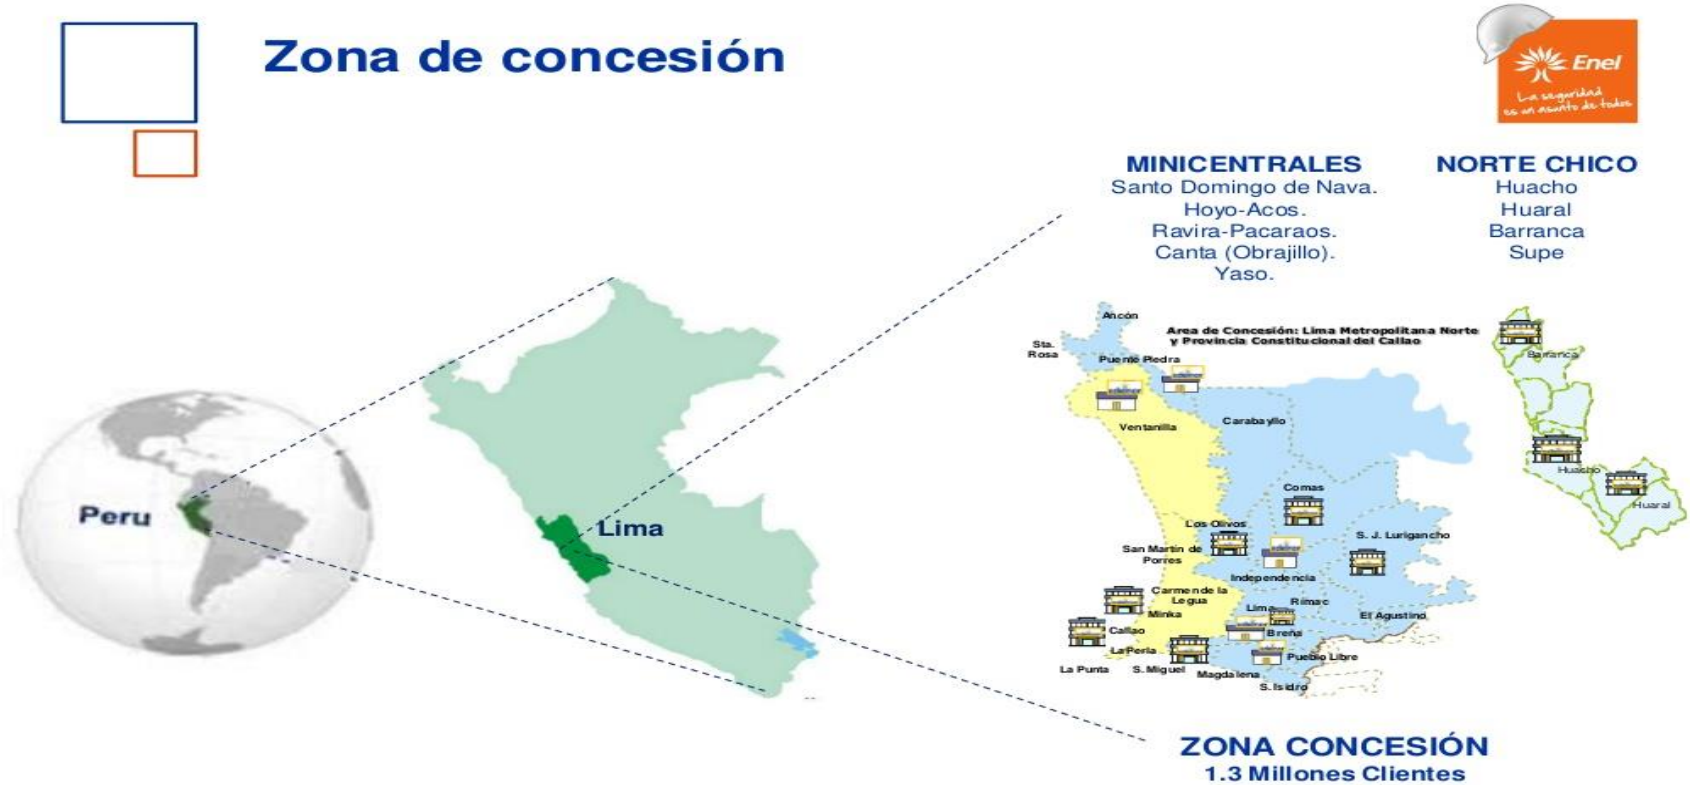 Zona de concesión
Enel
La seguridad
es un asunto de todos
MINICENTRALES
Santo Domingo de Nava.
Hoyo-Acos.
Ravira-Pacaraos.
Canta (Obrajillo).
Yaso.
NORTE CHICO
Huacho
Huaral
Barranca
Supe
Peru
Lima
Area de Concesión: Lima Metropolitana Norte
y Provincia Constitucional del Callao
Ancón
Sta.
Rosa
Puente Piedra
Ventanilla
Carabayllo
Comas
Los Olivos
San Martín de
Porres
S. J. Lurigancho
Independencia
Carmen de la
Legua
Minka
Lima
Rímac
El Agustino
Callao
Breña
La Perla
La Punta
S. Miguel
Magdalena
Pueblo Libre
S. Isidro
Barranca
Huacho
Huaral
ZONA CONCESIÓN
1.3 Millones Clientes